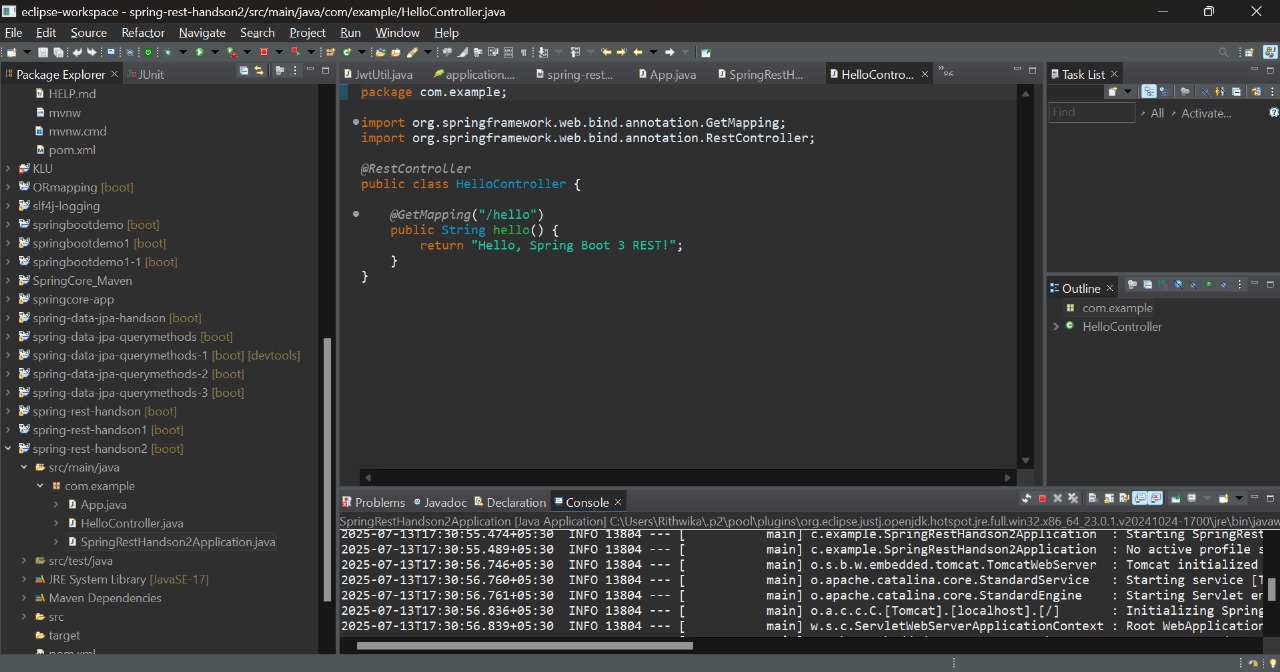 eclipse-workspace - spring-rest-handson2/src/main/java/com/example/HelloController.java
File Edit Source Refactor Navigate Search Project Run Window Help
Package Explorer JUnit
HELP.md
mvnw
mvnw.cmd
pom.xml
KLU
ORmapping [boot]
slf4j-logging
springbootdemo [boot]
springbootdemo1 [boot]
springbootdemo1-1 [boot]
SpringCore_Maven
springcore-app
spring-data-jpa-handson [boot]
spring-data-jpa-querymethods [boot]
spring-data-jpa-querymethods-1 [boot] [devtools]
spring-data-jpa-querymethods-2 [boot]
spring-data-jpa-querymethods-3 [boot]
spring-rest-handson [boot]
spring-rest-handson1 [boot]
spring-rest-handson2 [boot]
src/main/java
com.example
App.java
HelloController.java
SpringRestHandson2Application.java
src/test/java
JRE System Library [JavaSE-17]
Maven Dependencies
src
target
pom.xml
JwtUtil.java application.... spring-rest... App.java SpringRestH... HelloContro...
package com.example;
import org.springframework.web.bind.annotation.GetMapping;
import org.springframework.web.bind.annotation.RestController;
@RestController
public class HelloController {
@GetMapping("/hello")
public String hello() {
return "Hello, Spring Boot 3 REST!";
}
}
Task List
Find All Activate...
Outline
com.example
HelloController
Problems Javadoc Declaration Console
SpringRestHandson2Application [Java Application] C:\Users\Rithwika\.p2\pool\plugins\org.eclipse.justj.openjdk.hotspot.jre.full.win32.x86_64_23.0.1.v20241024-1700\jre\bin\javaw
2025-07-13T17:30:55.474+05:30 INFO 13804 --- [ main] c.example.SpringRestHandson2Application : Starting SpringRest
2025-07-13T17:30:55.489+05:30 INFO 13804 --- [ main] c.example.SpringRestHandson2Application : No active profile s
2025-07-13T17:30:56.746+05:30 INFO 13804 --- [ main] o.s.b.w.embedded.tomcat.TomcatWebServer : Tomcat initialized
2025-07-13T17:30:56.760+05:30 INFO 13804 --- [ main] o.apache.catalina.core.StandardService : Starting service [T
2025-07-13T17:30:56.761+05:30 INFO 13804 --- [ main] o.apache.catalina.core.StandardEngine : Starting Servlet en
2025-07-13T17:30:56.836+05:30 INFO 13804 --- [ main] o.a.c.c.C.[Tomcat].[localhost].[/] : Initializing Spring
2025-07-13T17:30:56.839+05:30 INFO 13804 --- [ main] w.s.c.ServletWebServerApplicationContext : Root WebApplication